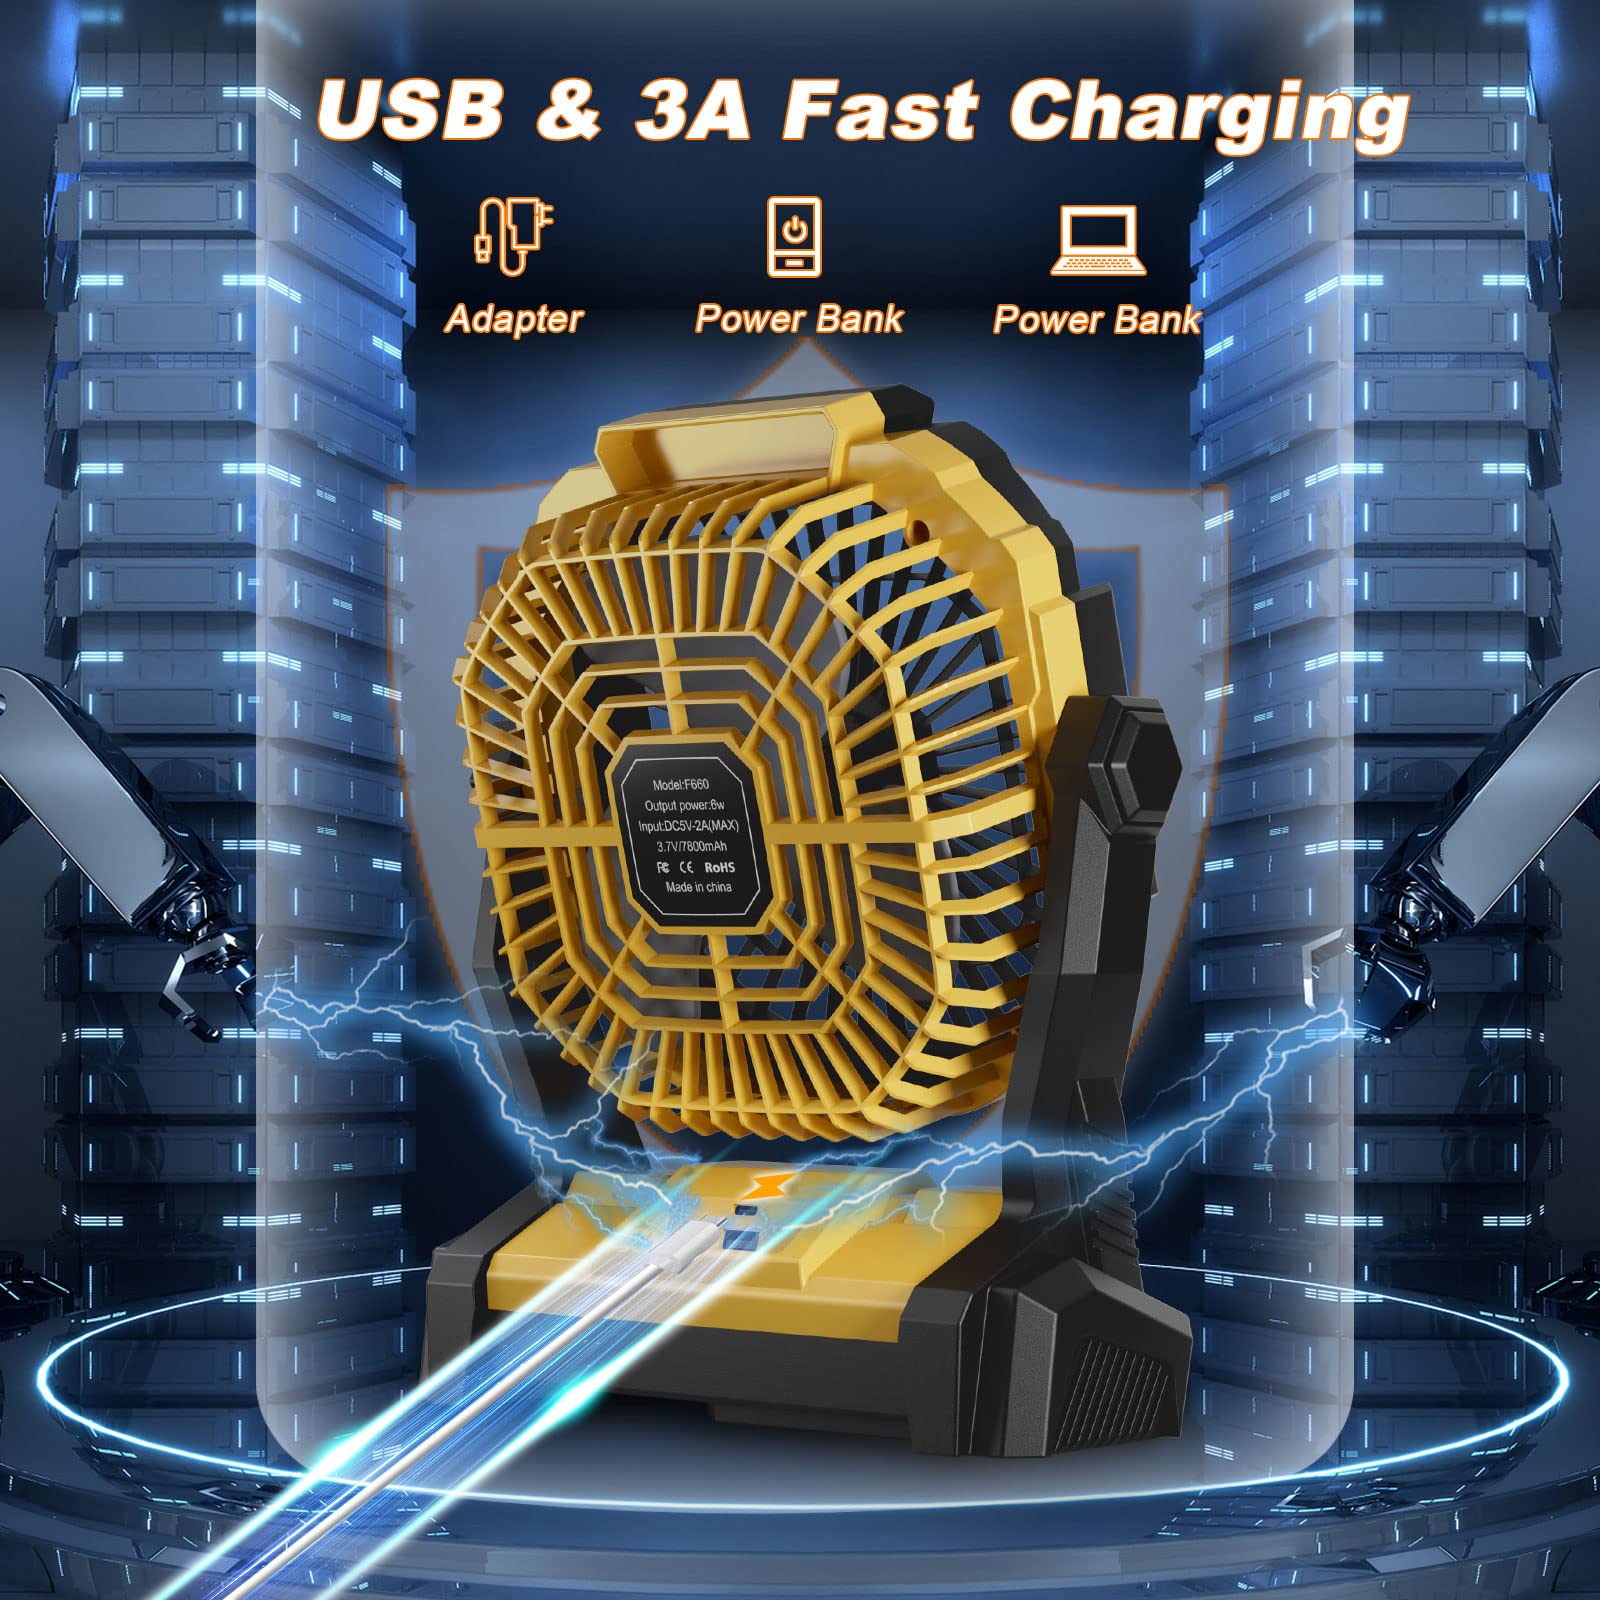 USB & 3A Fast Charging
Adapter
Power Bank
Power Bank
Model:F660
Output power:6w
Input:DC5V-2A(MAX)
3.7V/7800mAh
FC CE RoHS
Made in china